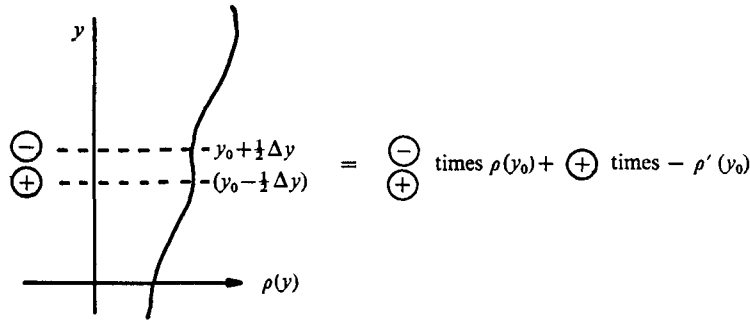 y
− y₀+½Δy
+ (y₀−½Δy)
= − + times ρ(y₀)+ + times − ρ′ (y₀)
ρ(y)